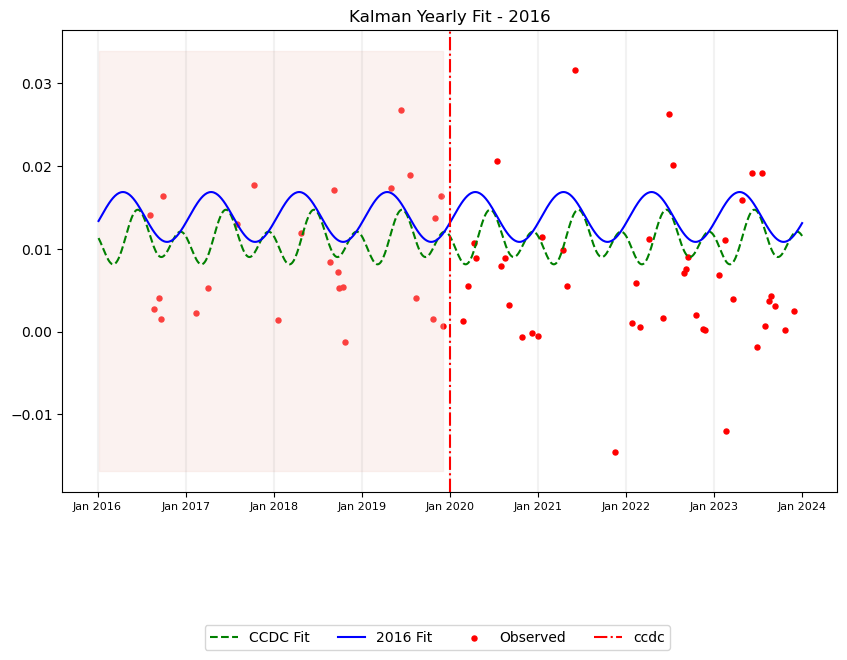 Kalman Yearly Fit - 2016
0.03
0.02
0.01
0.00
−0.01
Jan 2016 Jan 2017 Jan 2018 Jan 2019 Jan 2020 Jan 2021 Jan 2022 Jan 2023 Jan 2024
CCDC Fit 2016 Fit Observed ccdc